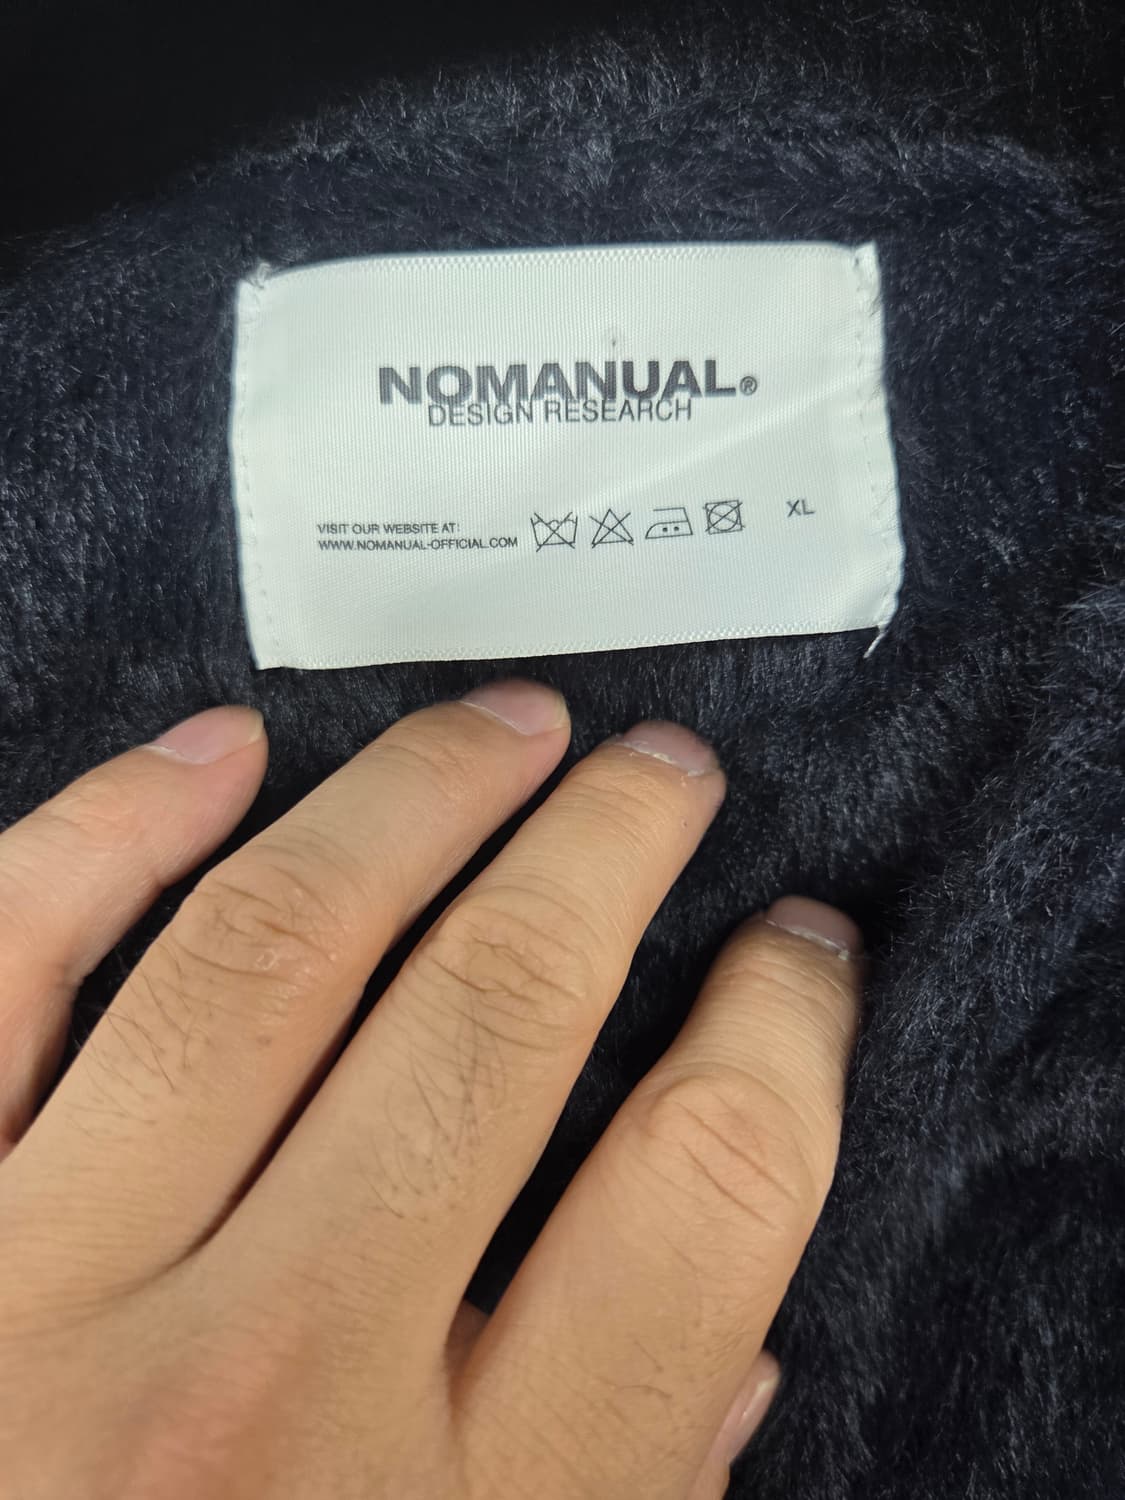 NOMANUAL®
DESIGN RESEARCH
VISIT OUR WEBSITE AT:
WWW.NOMANUAL-OFFICIAL.COM
XL